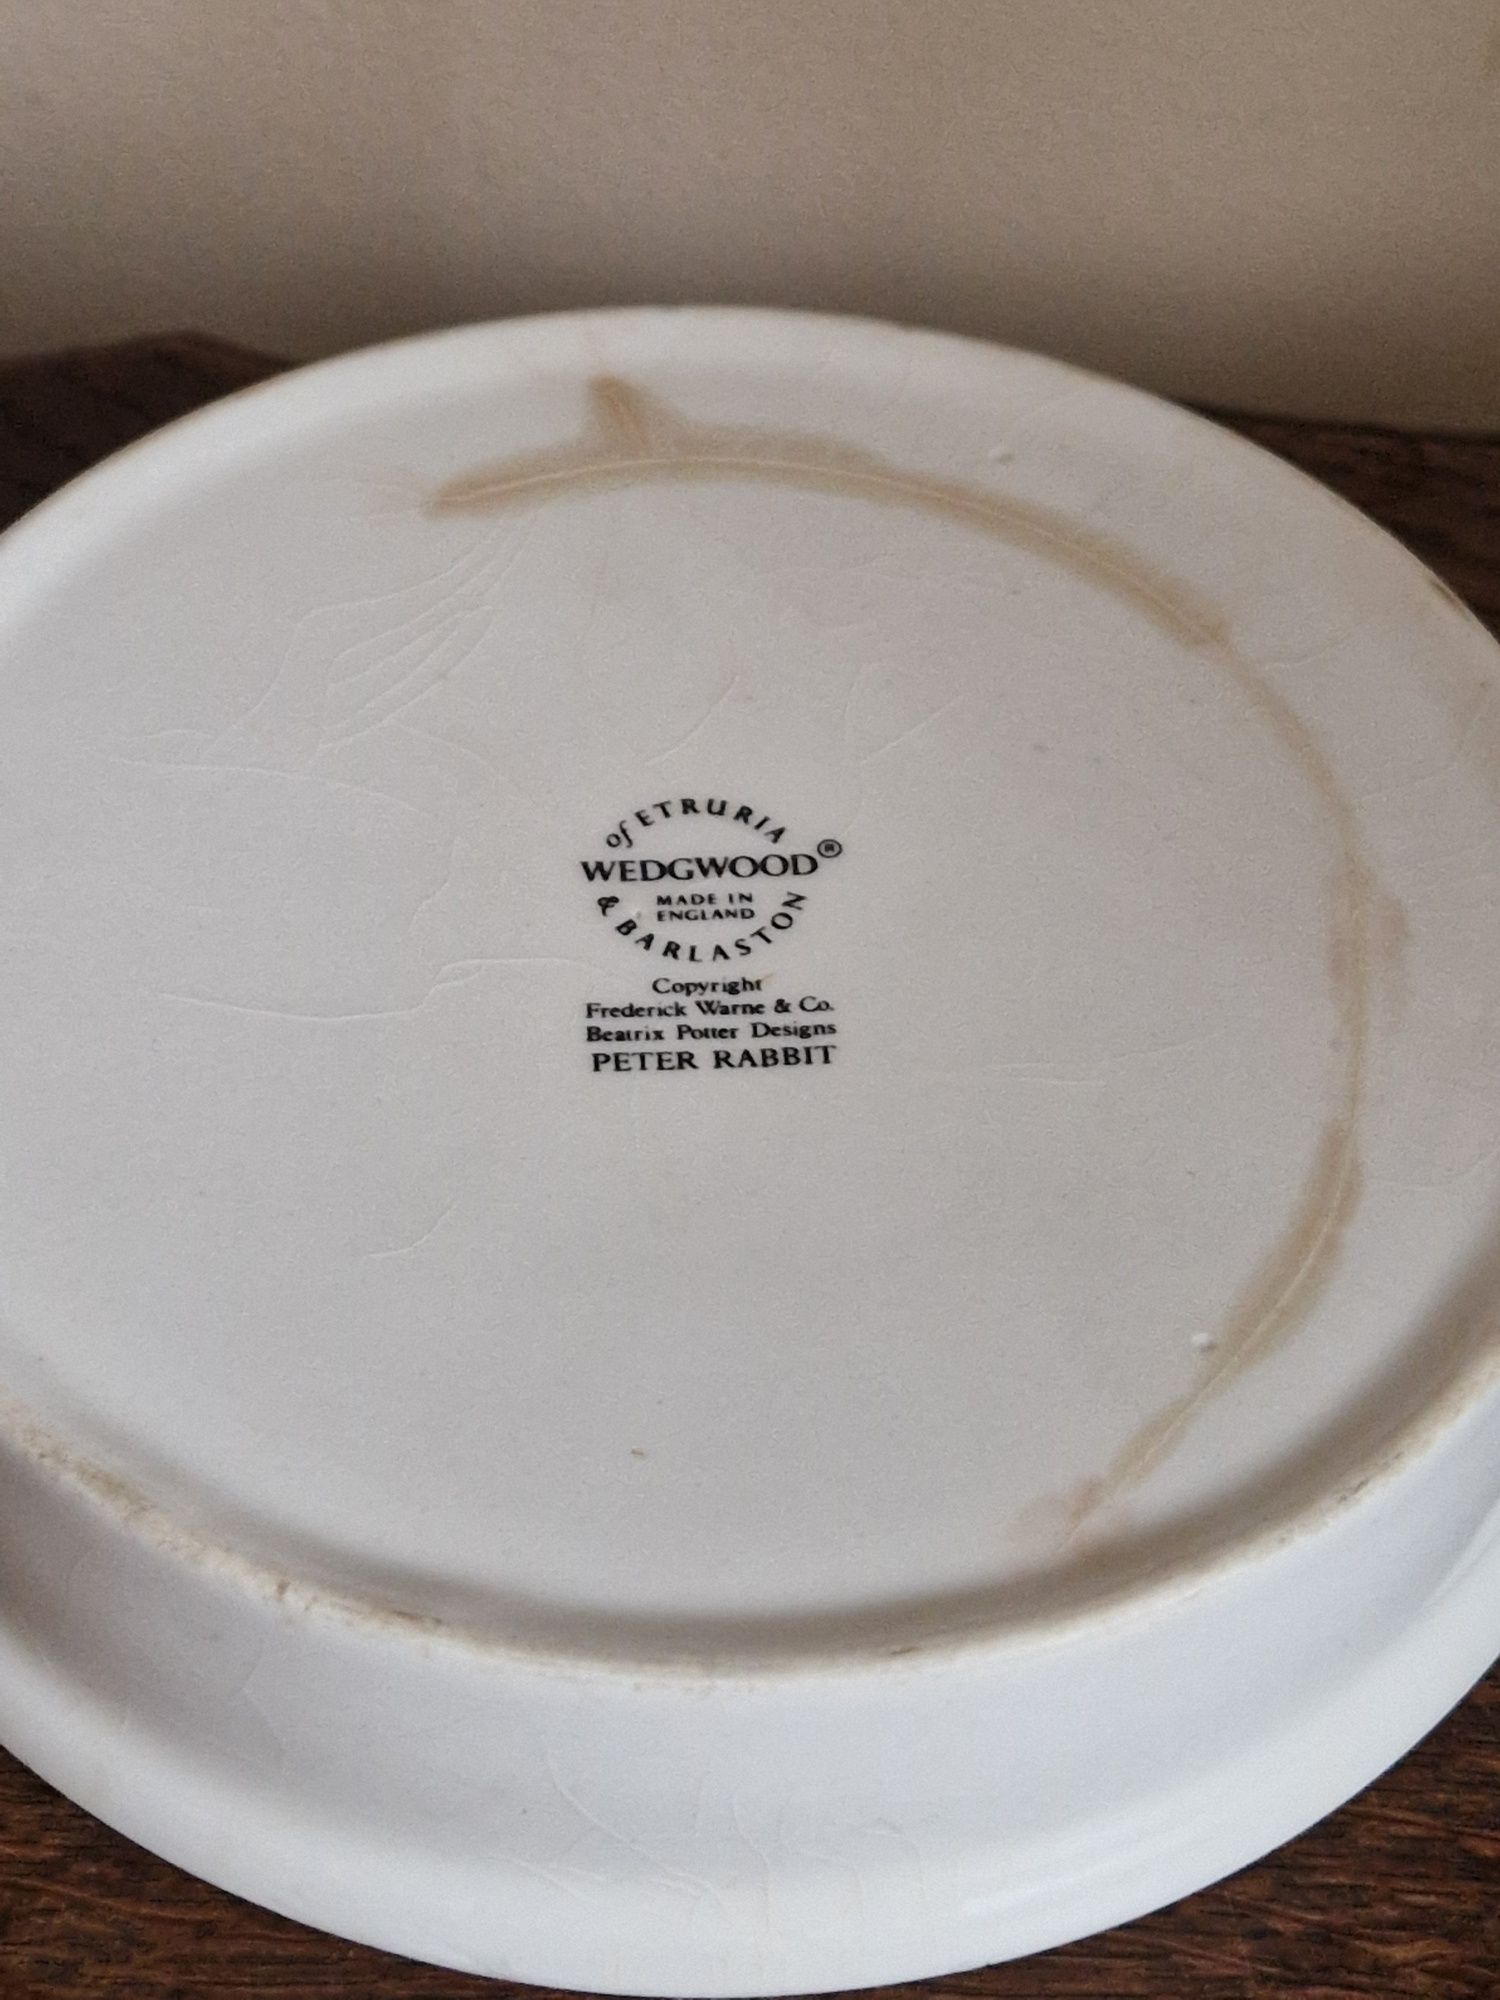 of ETRURIA
WEDGWOOD®
MADE IN
ENGLAND
& BARLASTON
Copyright
Frederick Warne & Co.
Beatrix Potter Designs
PETER RABBIT